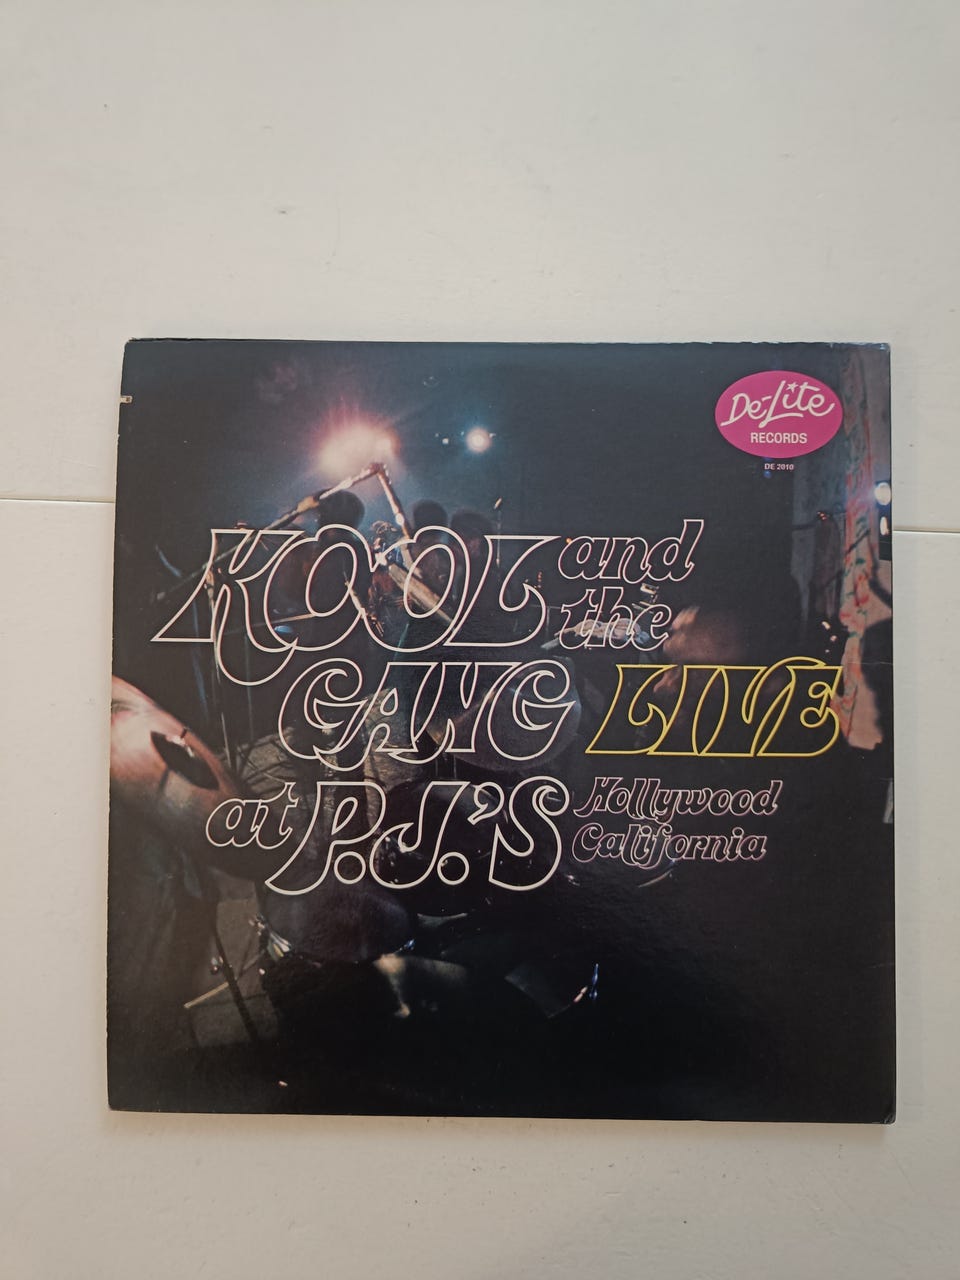 De-Lite
RECORDS
DE 2010
KOOL and
the
GANG LIVE
at P.J.'S Hollywood
California